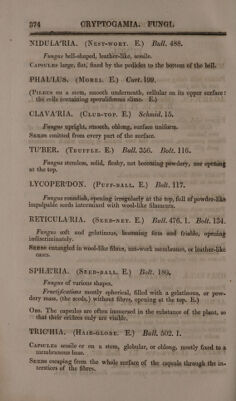 374 CRYPTOGAMIA. FUNGI.
NIDULA'RIA. (Nest-wort. E.) Bull. 488.
Fungus bell-shaped, leather-like, sessile.
Capsules large, flat, fixed by the pedicles to the bottom of the bell.
PHAL'LUS. (Morel. E.) Curt. 199.
(Pileus on a stem, smooth underneath, cellular on its upper surface:
the cells containing speruliferous slime. E.)
CLAVA'RIA. (Club-top. E.) Schmid. 15.
Fungus upright, smooth, oblong, surface uniform.
Seeds emitted from every part of the surface.
TU'BER. (Truffle. E.) Bull. 356. Bolt. 116.
Fungus stemless, solid, fleshy, not becoming powdery, nor opening
at the top.
LYCOPER'DON. (Puff-ball. E.) Bolt. 117.
Fungus roundish, opening irregularly at the top, full of powder-like
impalpable seeds intermixed with wool-like filaments.
RETICULA'RIA. (Seed-net. E.) Bull. 476. 1. Bolt. 134.
Fungus soft and gelatinous, becoming firm and friable, opening
indiscriminately.
Seeds entangled in wool-like fibres, net-work membranes, or leather-like
cases.
SPHÆ'RIA. (Seed-ball. E.) Bolt. 180.
Fungus of various shapes.
Fructifications mostly spherical, filled with a gelatinous, or pow-
dery mass, (the seeds,) without fibres, opening at the top. E.)
Obs. The capsules are often immersed in the substance of the plant, so
that their orifices only are visible.
TRICHIA. (Hair-globe. E.) Bull. 502. 1.
Capsules sessile or on a stem, globular, or oblong, mostly fixed to a
membranous base.
Seeds escaping from the whole surface of the capsule through the in-
terstices of the fibres.